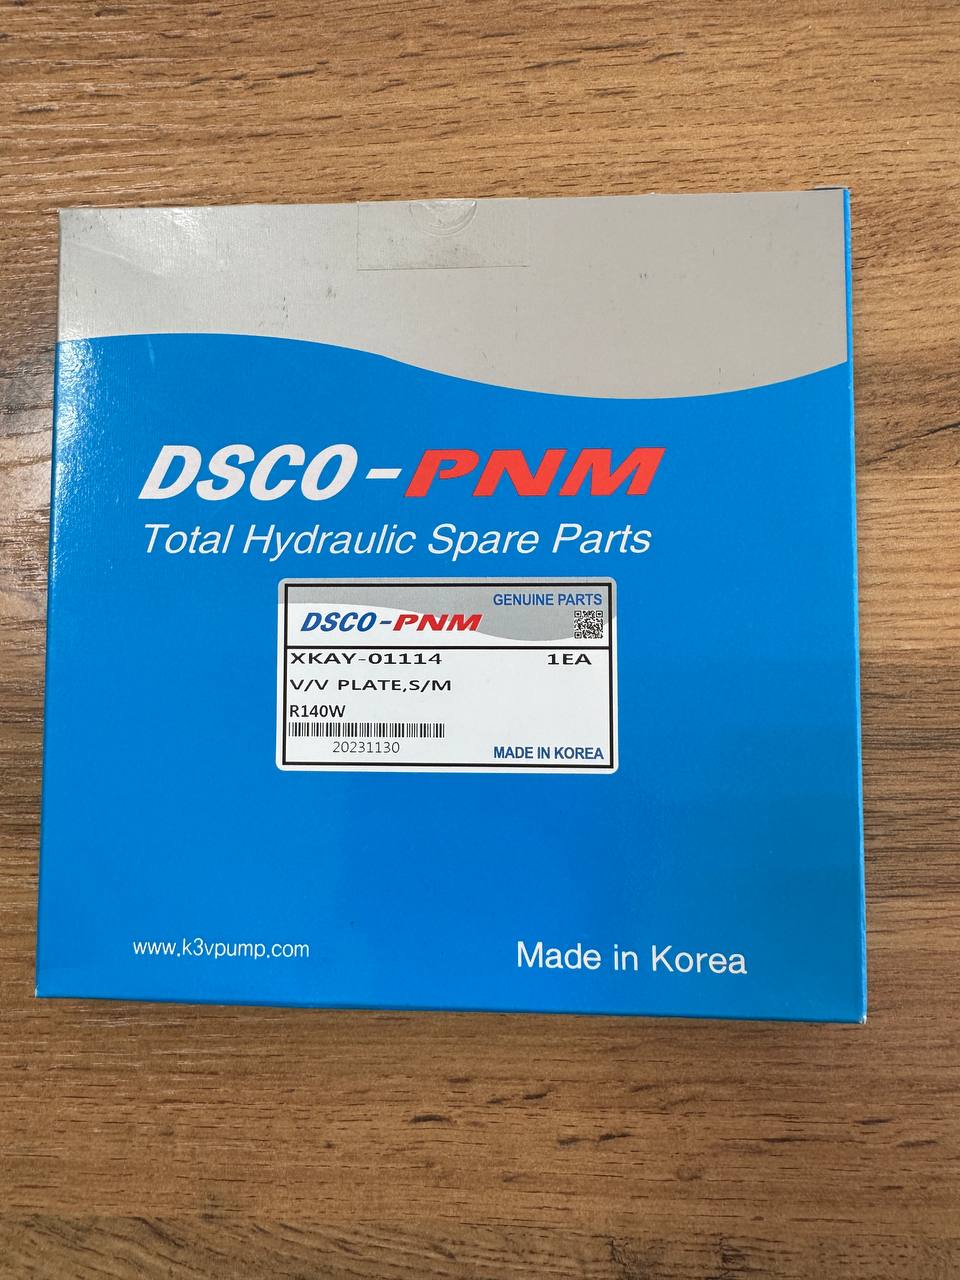 DSCO-PNM
Total Hydraulic Spare Parts
GENUINE PARTS
DSCO-PNM
XKAY-01114 1EA
V/V PLATE,S/M
R140W
20231130
MADE IN KOREA
www.k3vpump.com
Made in Korea